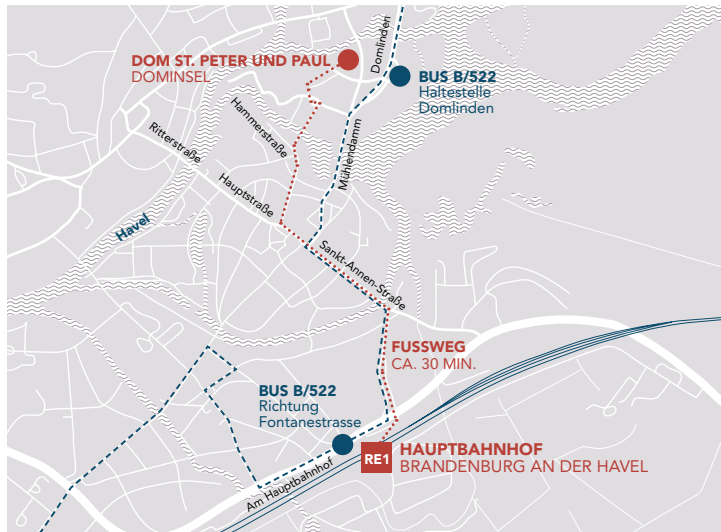 DOM ST. PETER UND PAUL
DOMINSEL
Domlinden
BUS B/522
Haltestelle
Domlinden
Hammerstraße
Ritterstraße
Mühlendamm
Hauptstraße
Havel
Sankt-Annen-Straße
FUSSWEG
CA. 30 MIN.
BUS B/522
Richtung
Fontanestrasse
RE1
HAUPTBAHNHOF
BRANDENBURG AN DER HAVEL
Am Hauptbahnhof